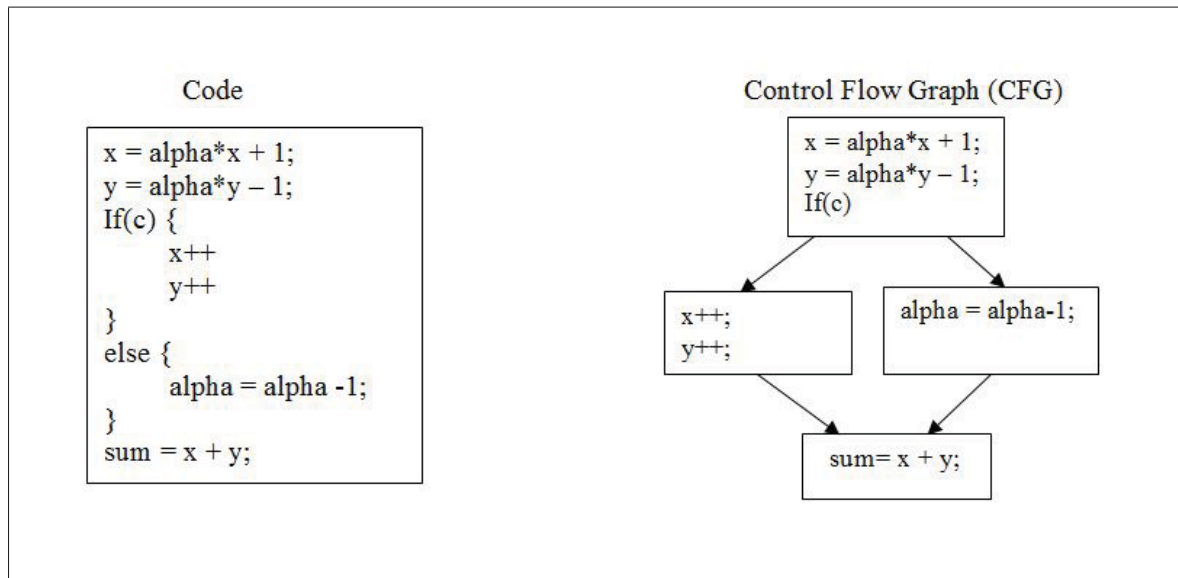 Code
x = alpha*x + 1;
y = alpha*y – 1;
If(c) {
x++
y++
}
else {
alpha = alpha -1;
}
sum = x + y;
Control Flow Graph (CFG)
x = alpha*x + 1;
y = alpha*y – 1;
If(c)
x++;
y++;
alpha = alpha-1;
sum= x + y;